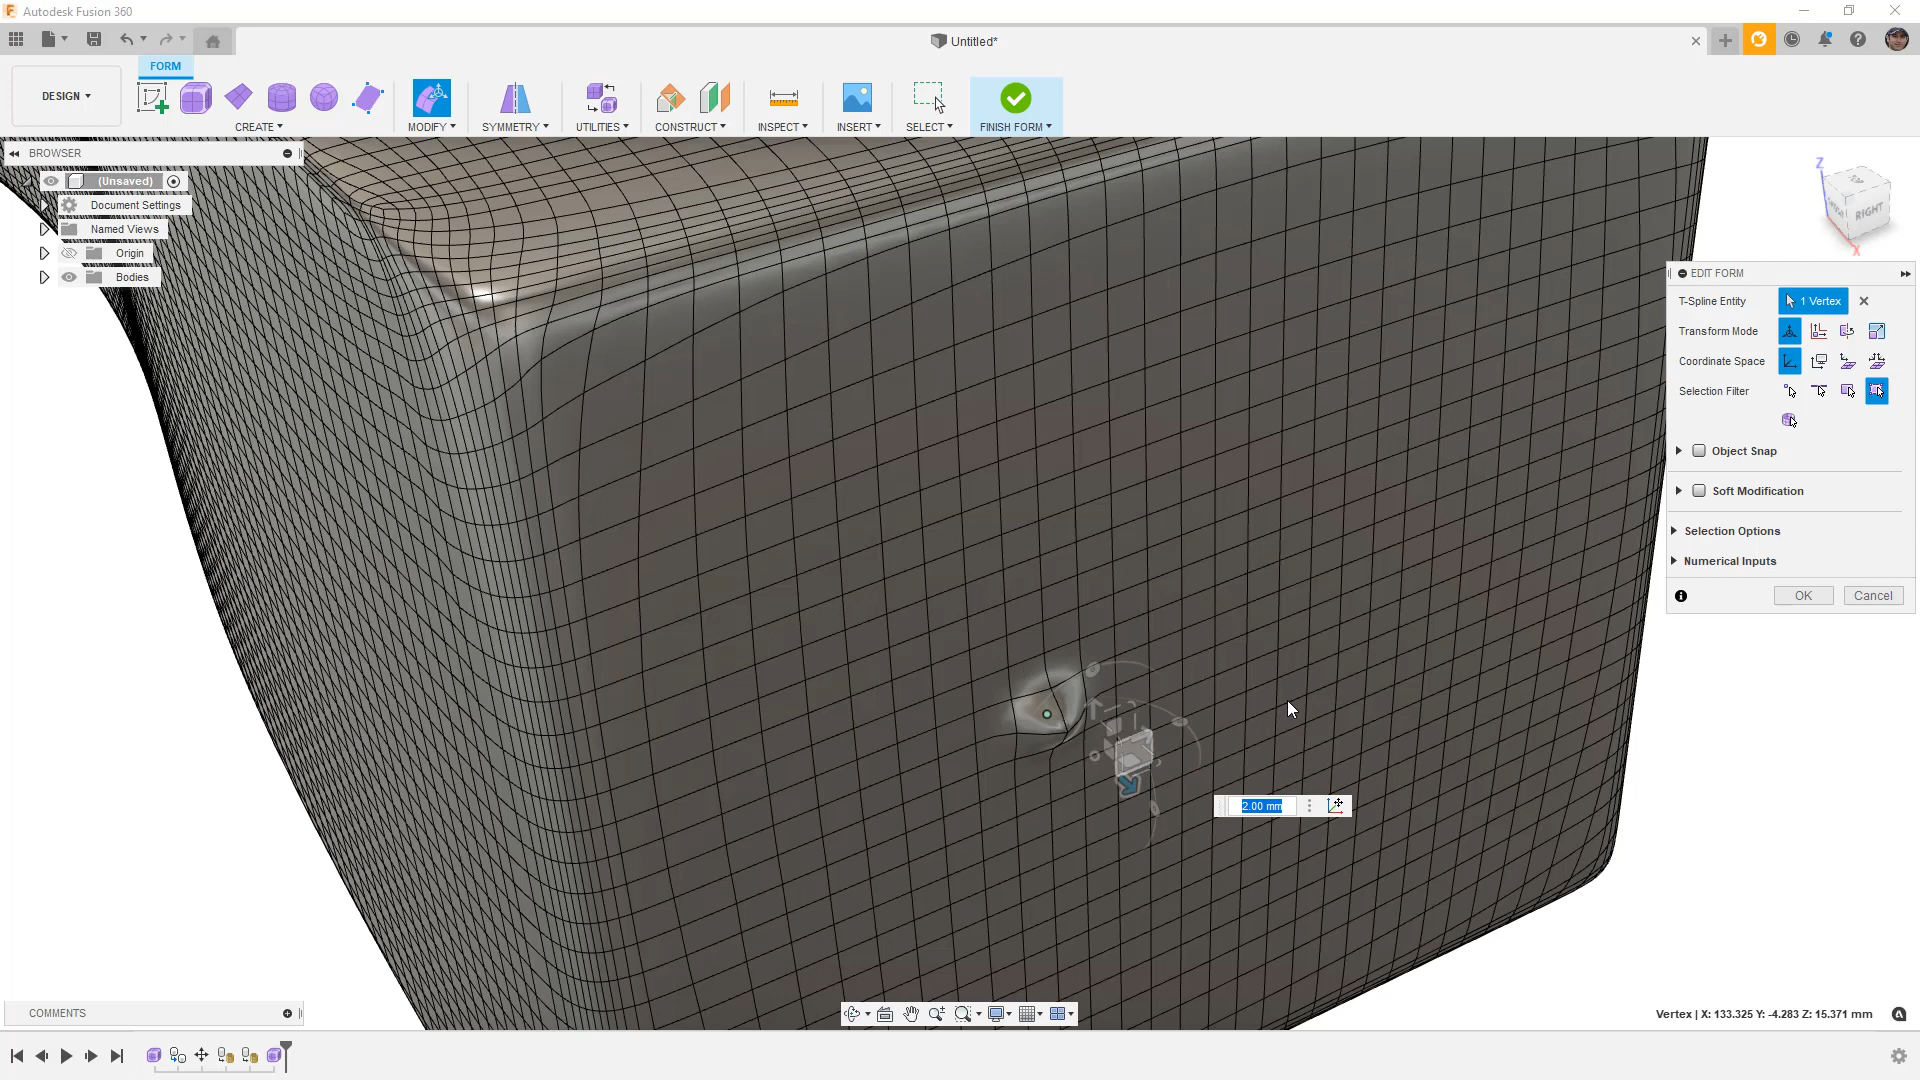 Autodesk Fusion 360
Untitled*
FORM
DESIGN
CREATE
MODIFY
SYMMETRY
UTILITIES
CONSTRUCT
INSPECT
INSERT
SELECT
FINISH FORM
BROWSER
(Unsaved)
Document Settings
Named Views
Origin
Bodies
Z
RIGHT
X
EDIT FORM
T-Spline Entity
1 Vertex
Transform Mode
Coordinate Space
Selection Filter
Object Snap
Soft Modification
Selection Options
Numerical Inputs
OK
Cancel
2.00 mm
COMMENTS
Vertex | X: 133.325 Y: -4.283 Z: 15.371 mm